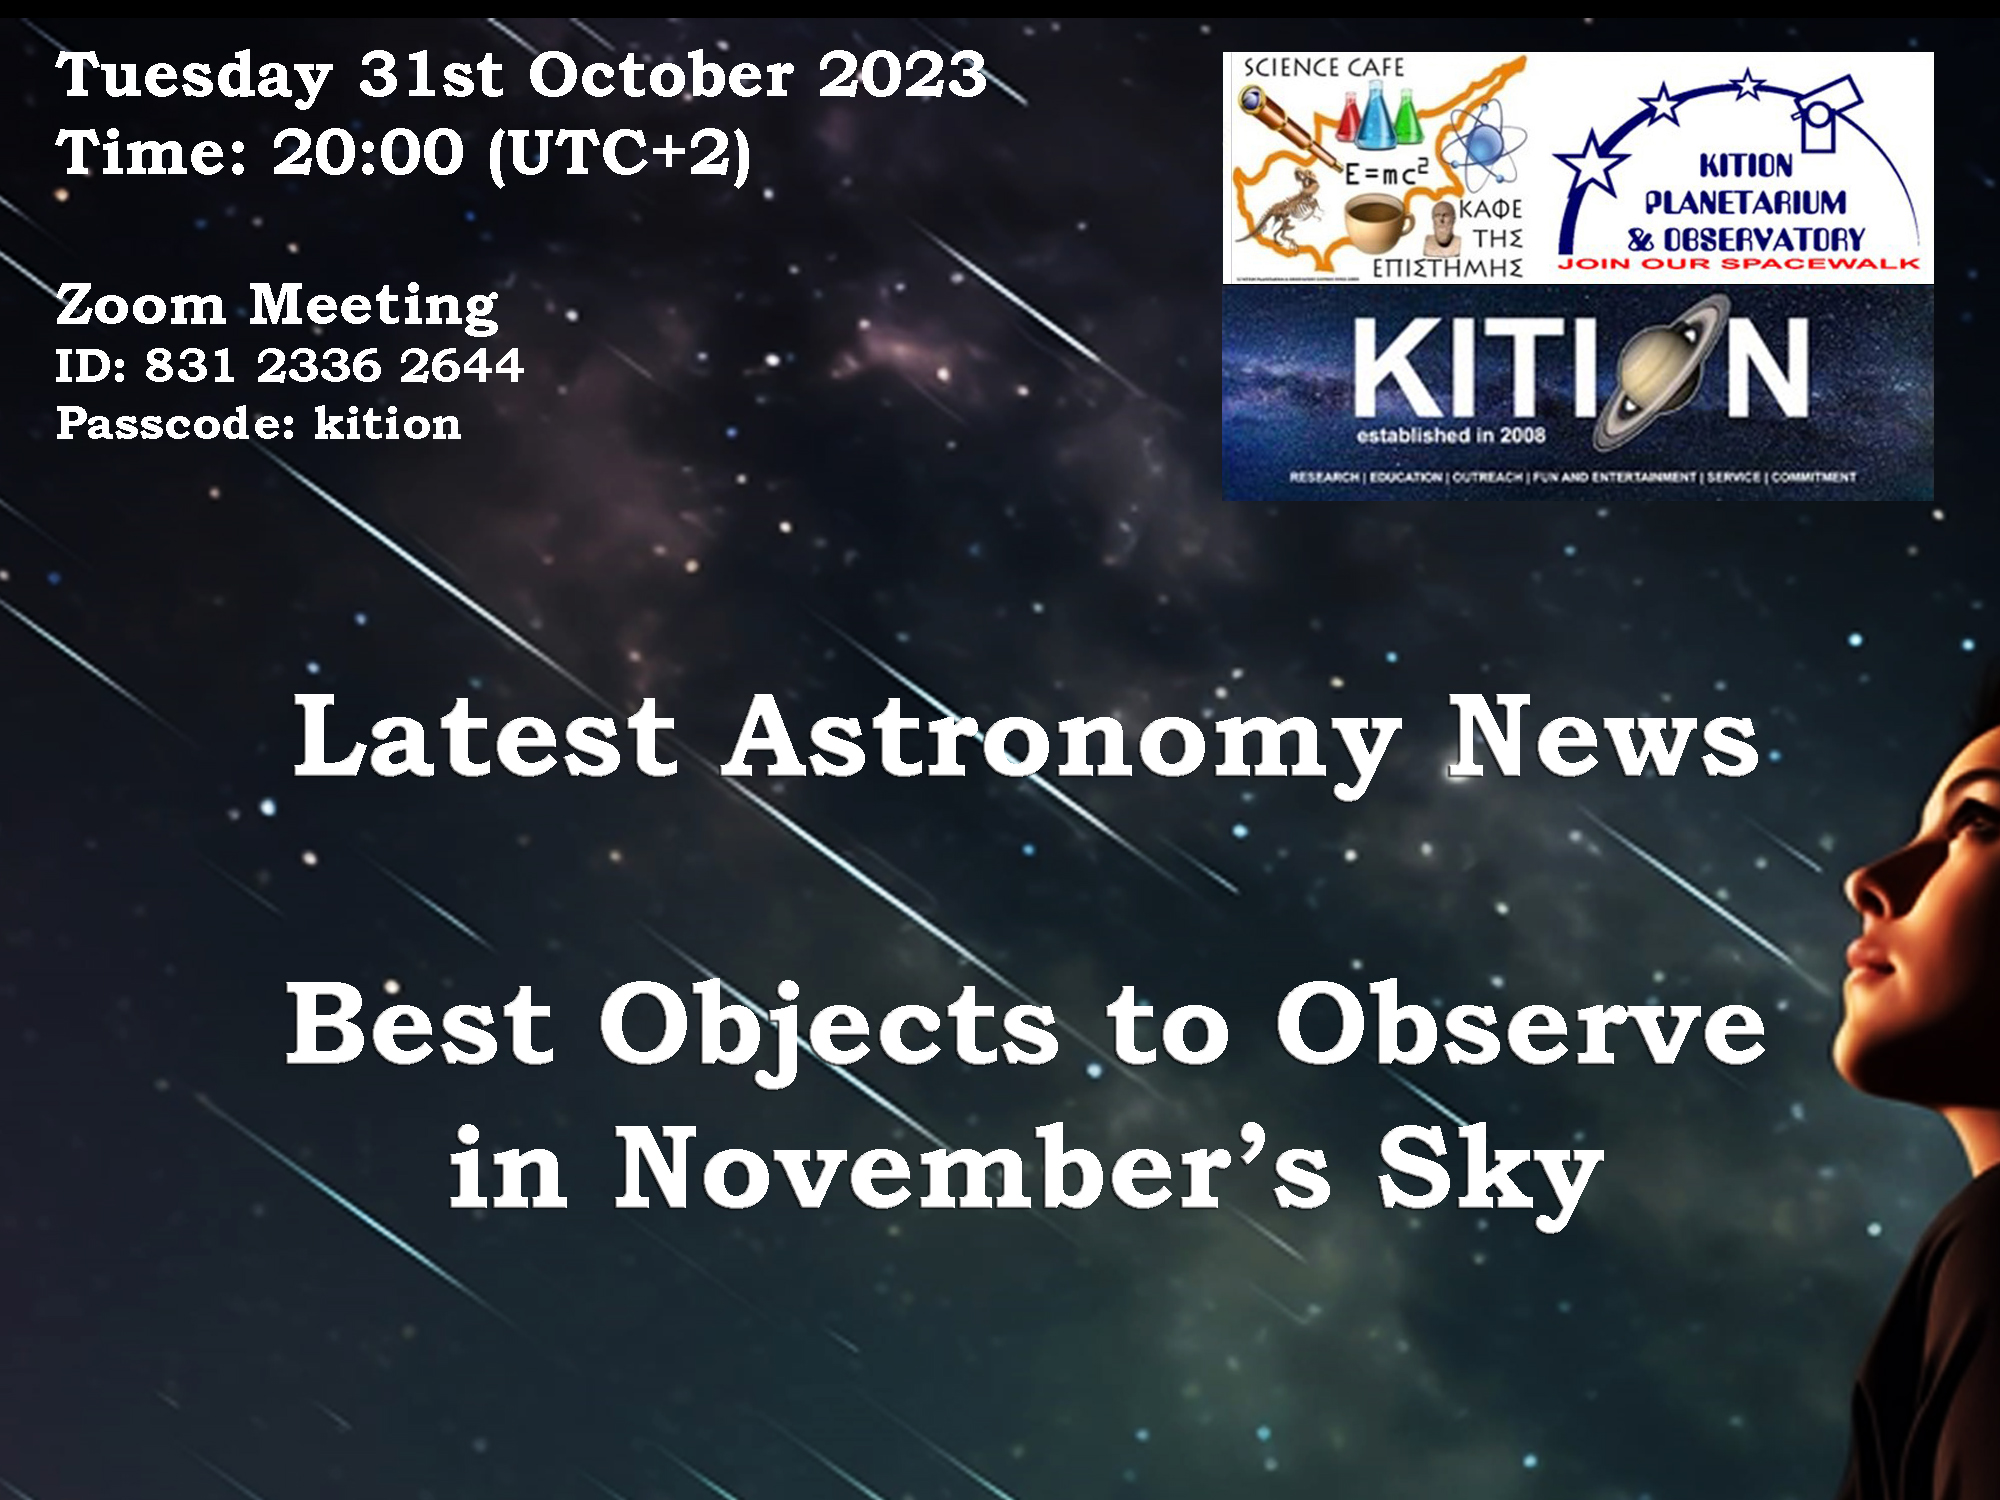 Tuesday 31st October 2023
Time: 20:00 (UTC+2)
Zoom Meeting
ID: 831 2336 2644
Passcode: kition
SCIENCE CAFE
E=mc²
ΚΑΦΕ
ΤΗΣ
ΕΠΙΣΤΗΜΗΣ
KITION
PLANETARIUM
& OBSERVATORY
JOIN OUR SPACEWALK
KITION
established in 2008
RESEARCH | EDUCATION | OUTREACH | FUN AND ENTERTAINMENT | SERVICE | COMMITMENT
Latest Astronomy News
Best Objects to Observe
in November’s Sky